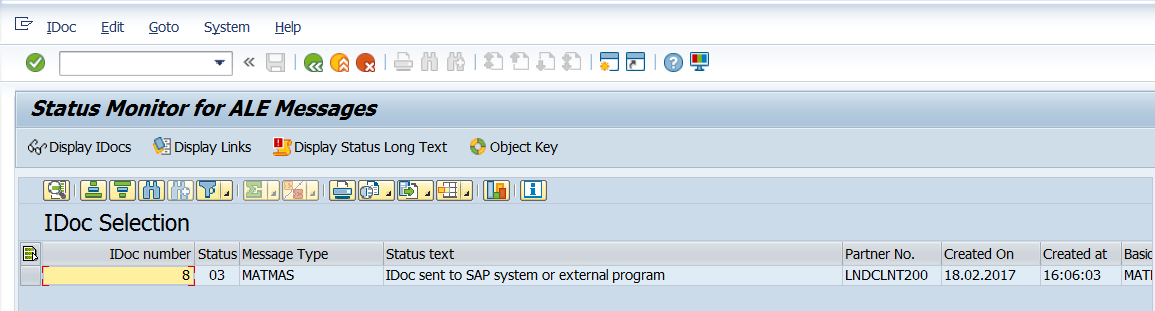 IDoc Edit Goto System Help
Status Monitor for ALE Messages
Display IDocs Display Links Display Status Long Text Object Key
IDoc Selection
IDoc number Status Message Type Status text Partner No. Created On Created at Basic
8 03 MATMAS IDoc sent to SAP system or external program LNDCLNT200 18.02.2017 16:06:03